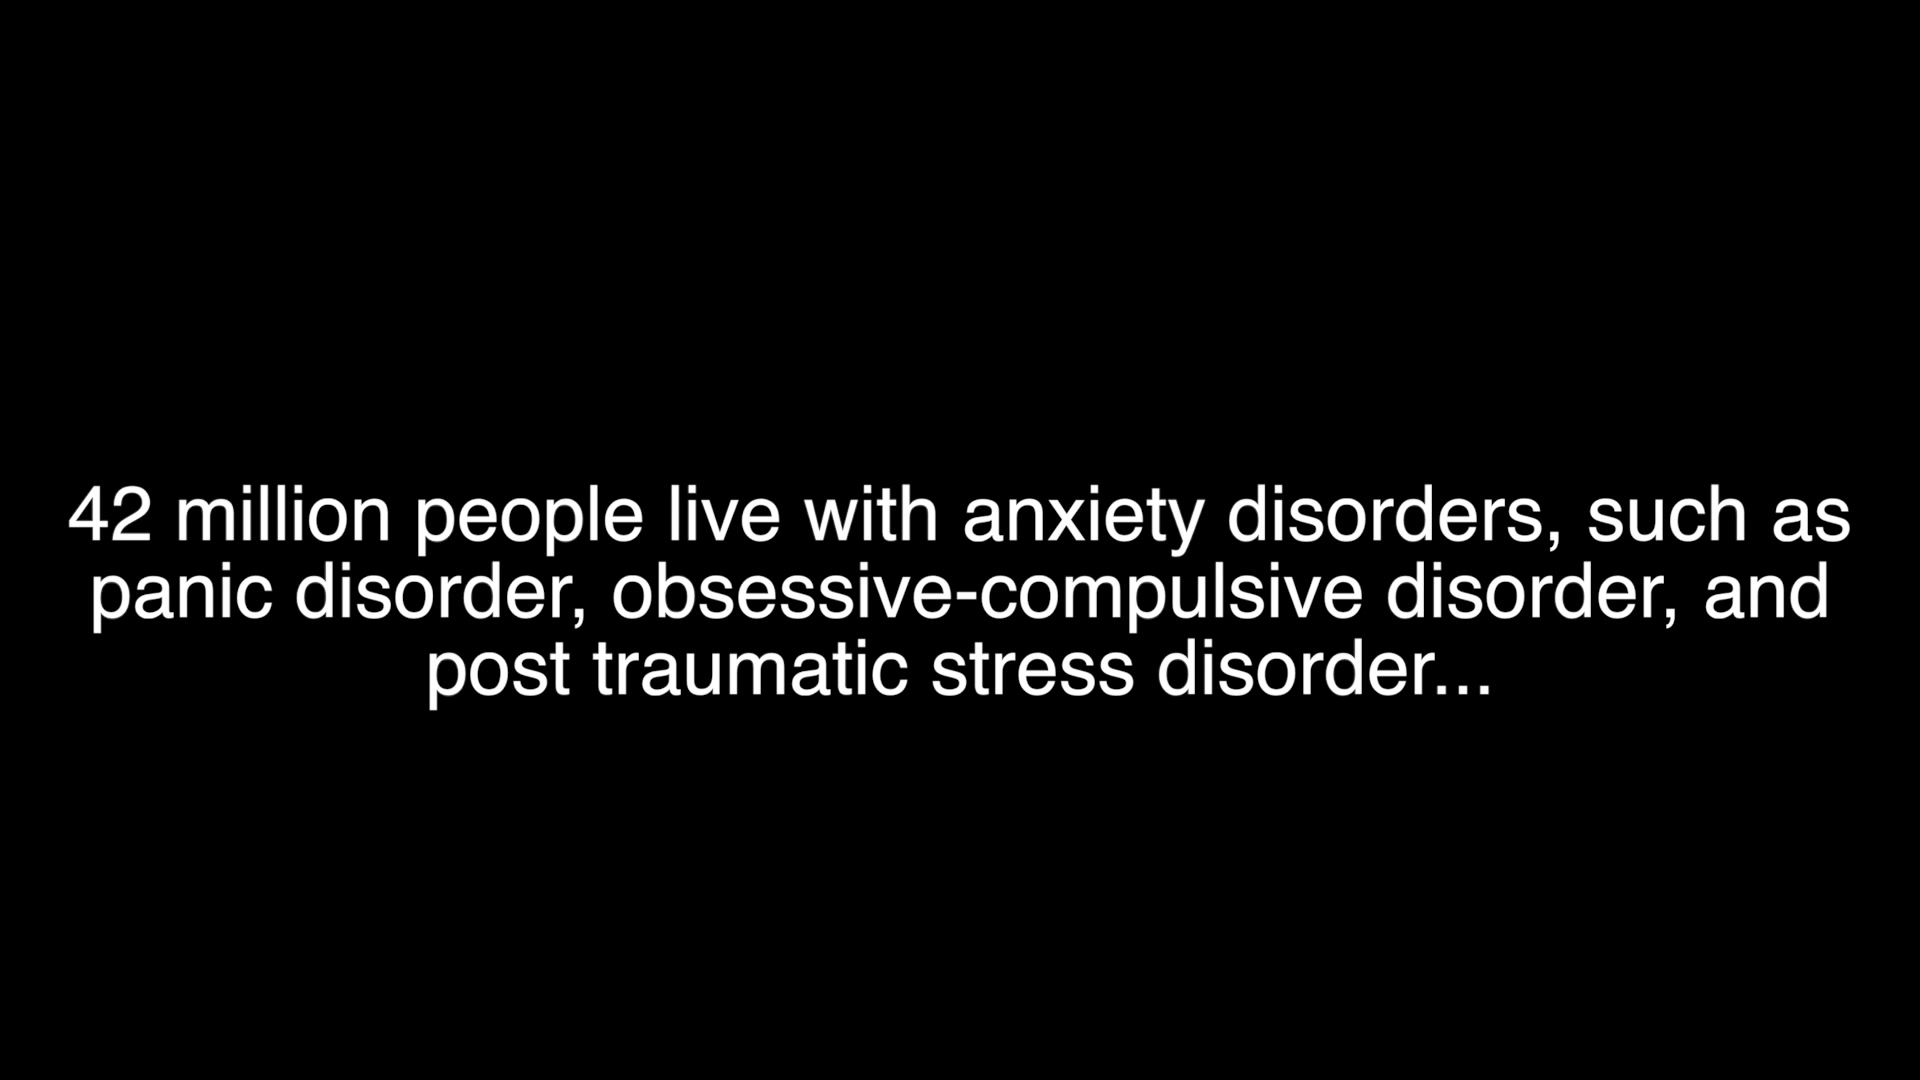 42 million people live with anxiety disorders, such as
panic disorder, obsessive-compulsive disorder, and
post traumatic stress disorder...